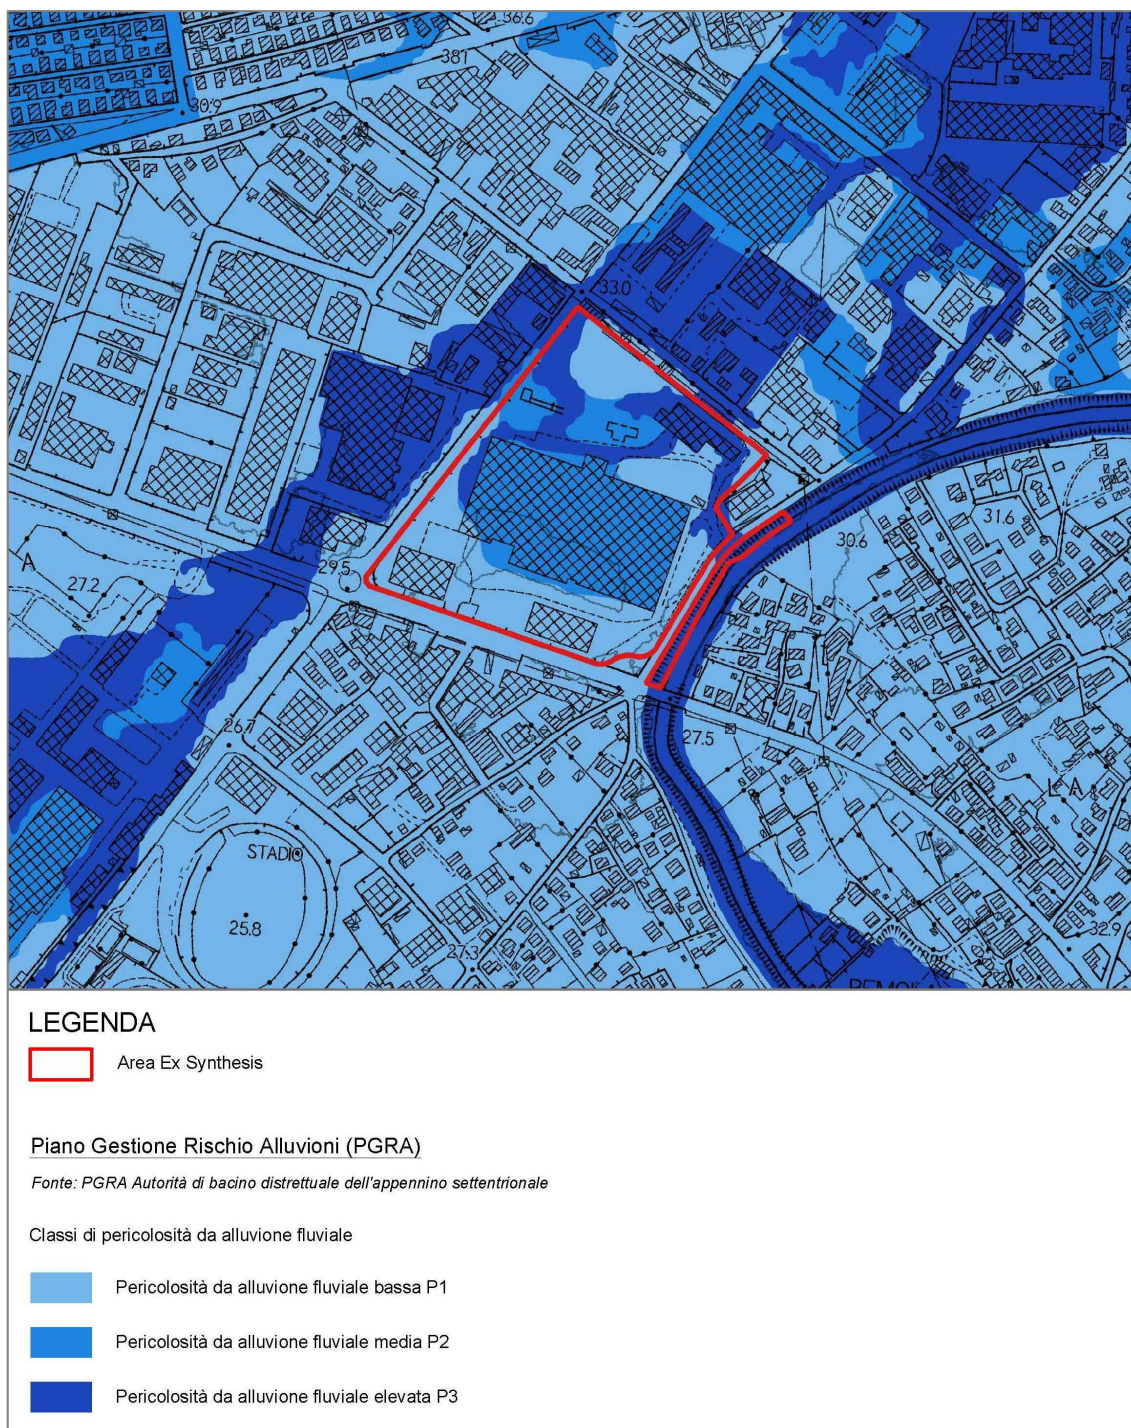 36.6
381
30.9
33.0
A
27.2
29.5
31.6
30.6
26.7
27.5
L A
STADIO
25.8
27.3
32.9
LEGENDA
Area Ex Synthesis
Piano Gestione Rischio Alluvioni (PGRA)
Fonte: PGRA Autorità di bacino distrettuale dell'appennino settentrionale
Classi di pericolosità da alluvione fluviale
Pericolosità da alluvione fluviale bassa P1
Pericolosità da alluvione fluviale media P2
Pericolosità da alluvione fluviale elevata P3